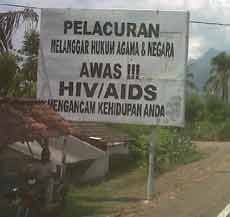 PELACURAN
MELANGGAR HUKUM AGAMA & NEGARA
AWAS !!!
HIV/AIDS
MENGANCAM KEHIDUPAN ANDA